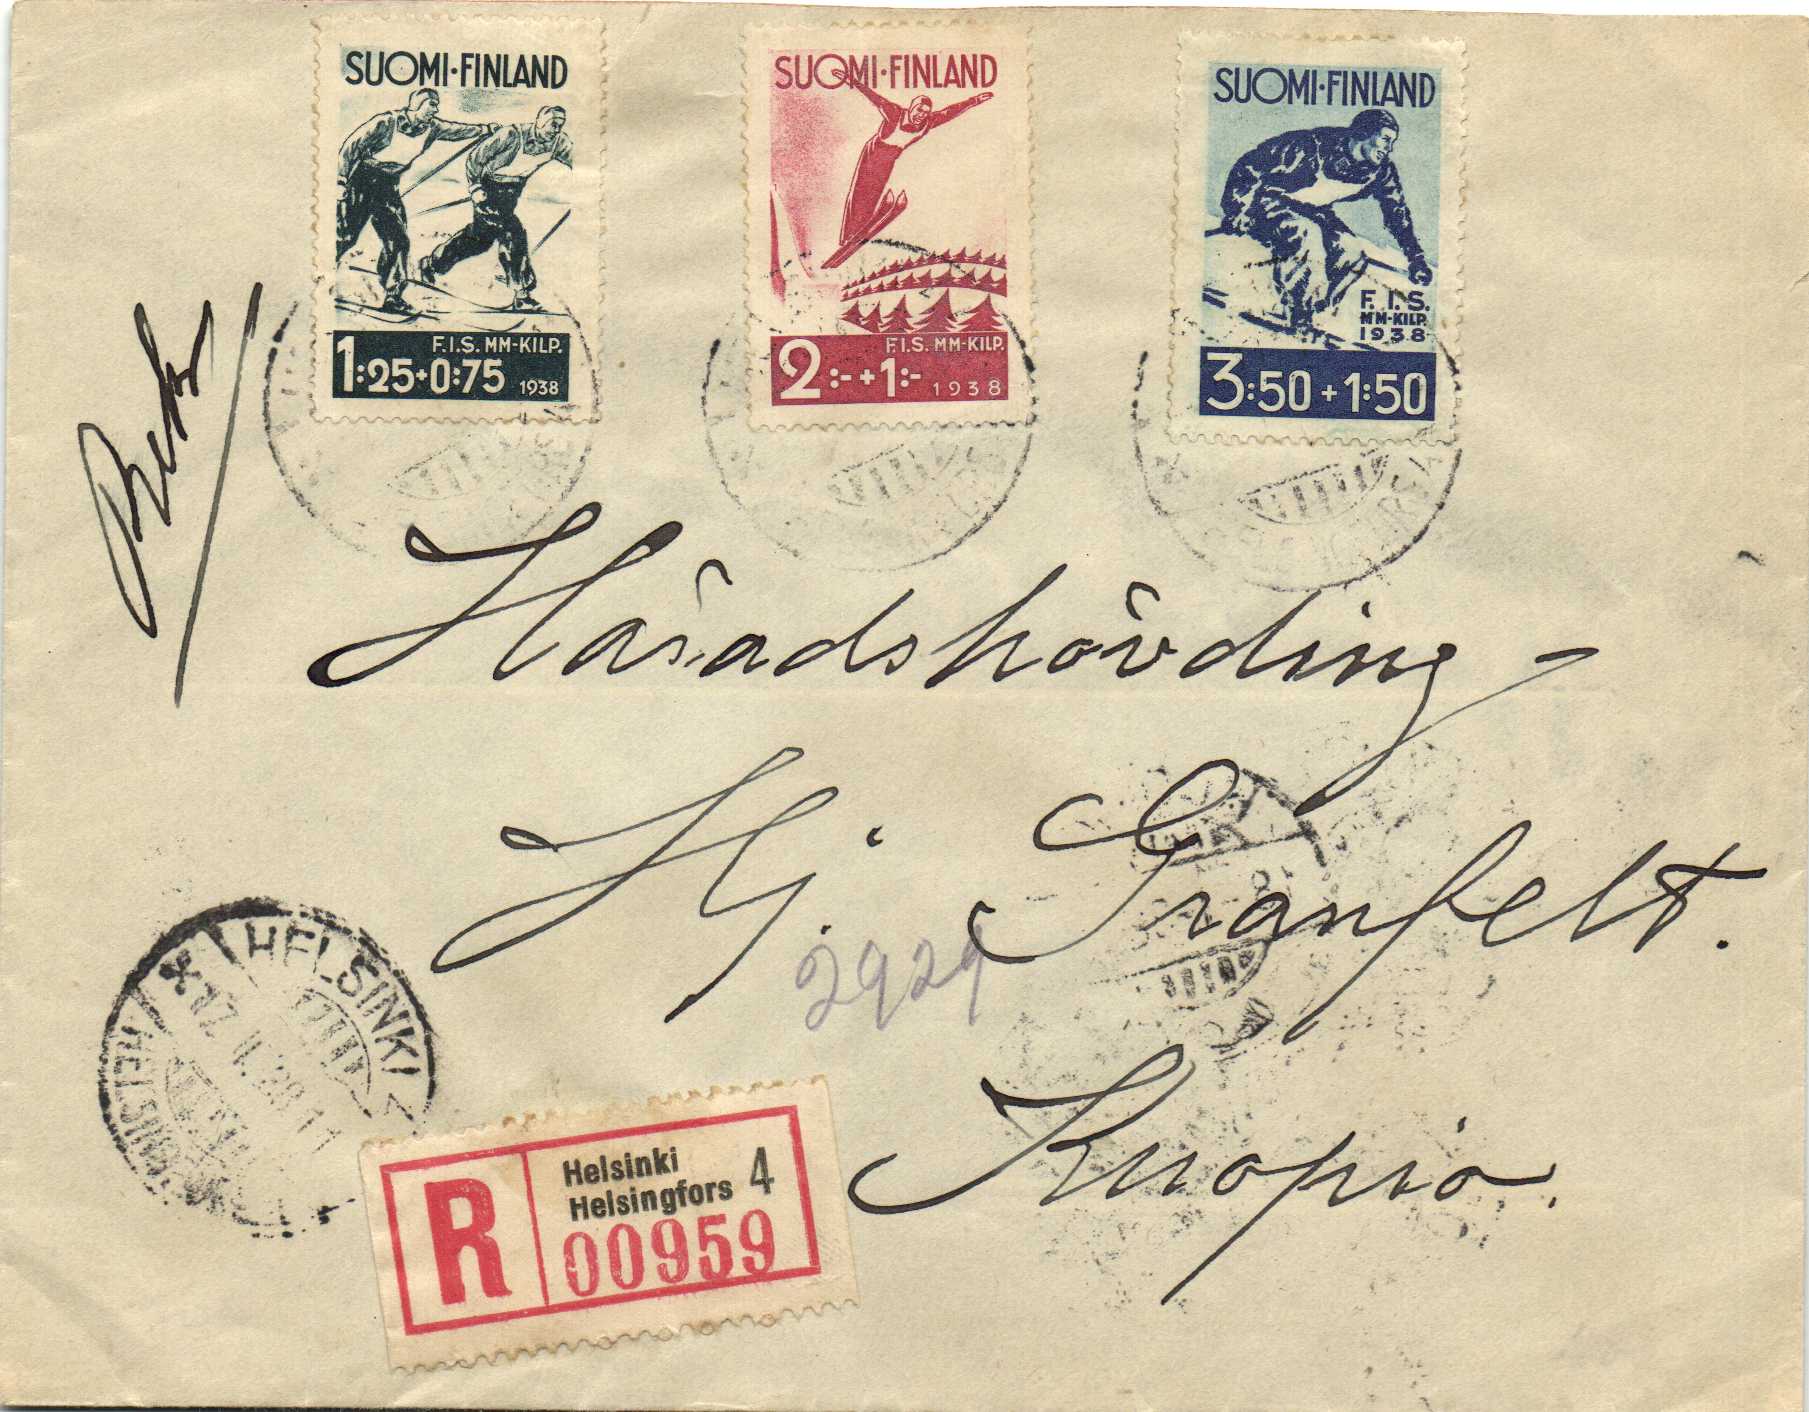 SUOMI·FINLAND
F.I.S. MM-KILP.
1:25+0:75 1938
SUOMI·FINLAND
F.I.S. MM-KILP.
2:-+1:- 1938
SUOMI·FINLAND
F.I.S.
MM-KILP.
1938
3:50+1:50
Häradshövding
Hj. Granfelt.
2929
Kuopio.
HELSINKI
R
Helsinki
Helsingfors 4
00959